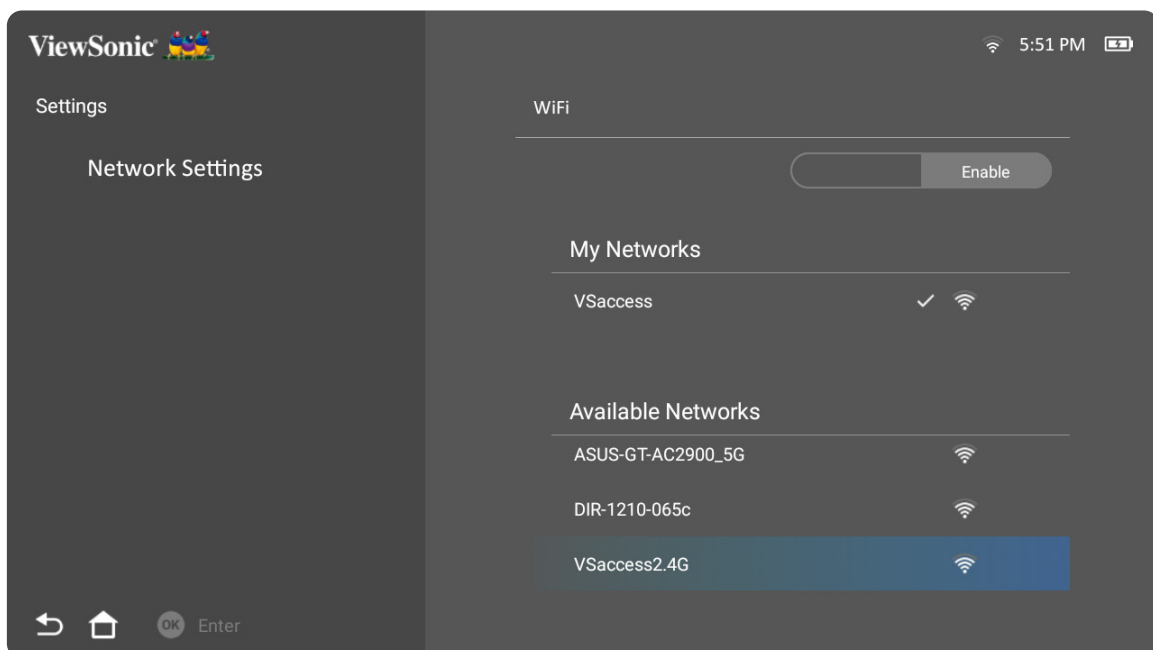 ViewSonic®
5:51 PM
Settings
WiFi
Network Settings
Enable
My Networks
VSaccess
Available Networks
ASUS-GT-AC2900_5G
DIR-1210-065c
VSaccess2.4G
OK Enter